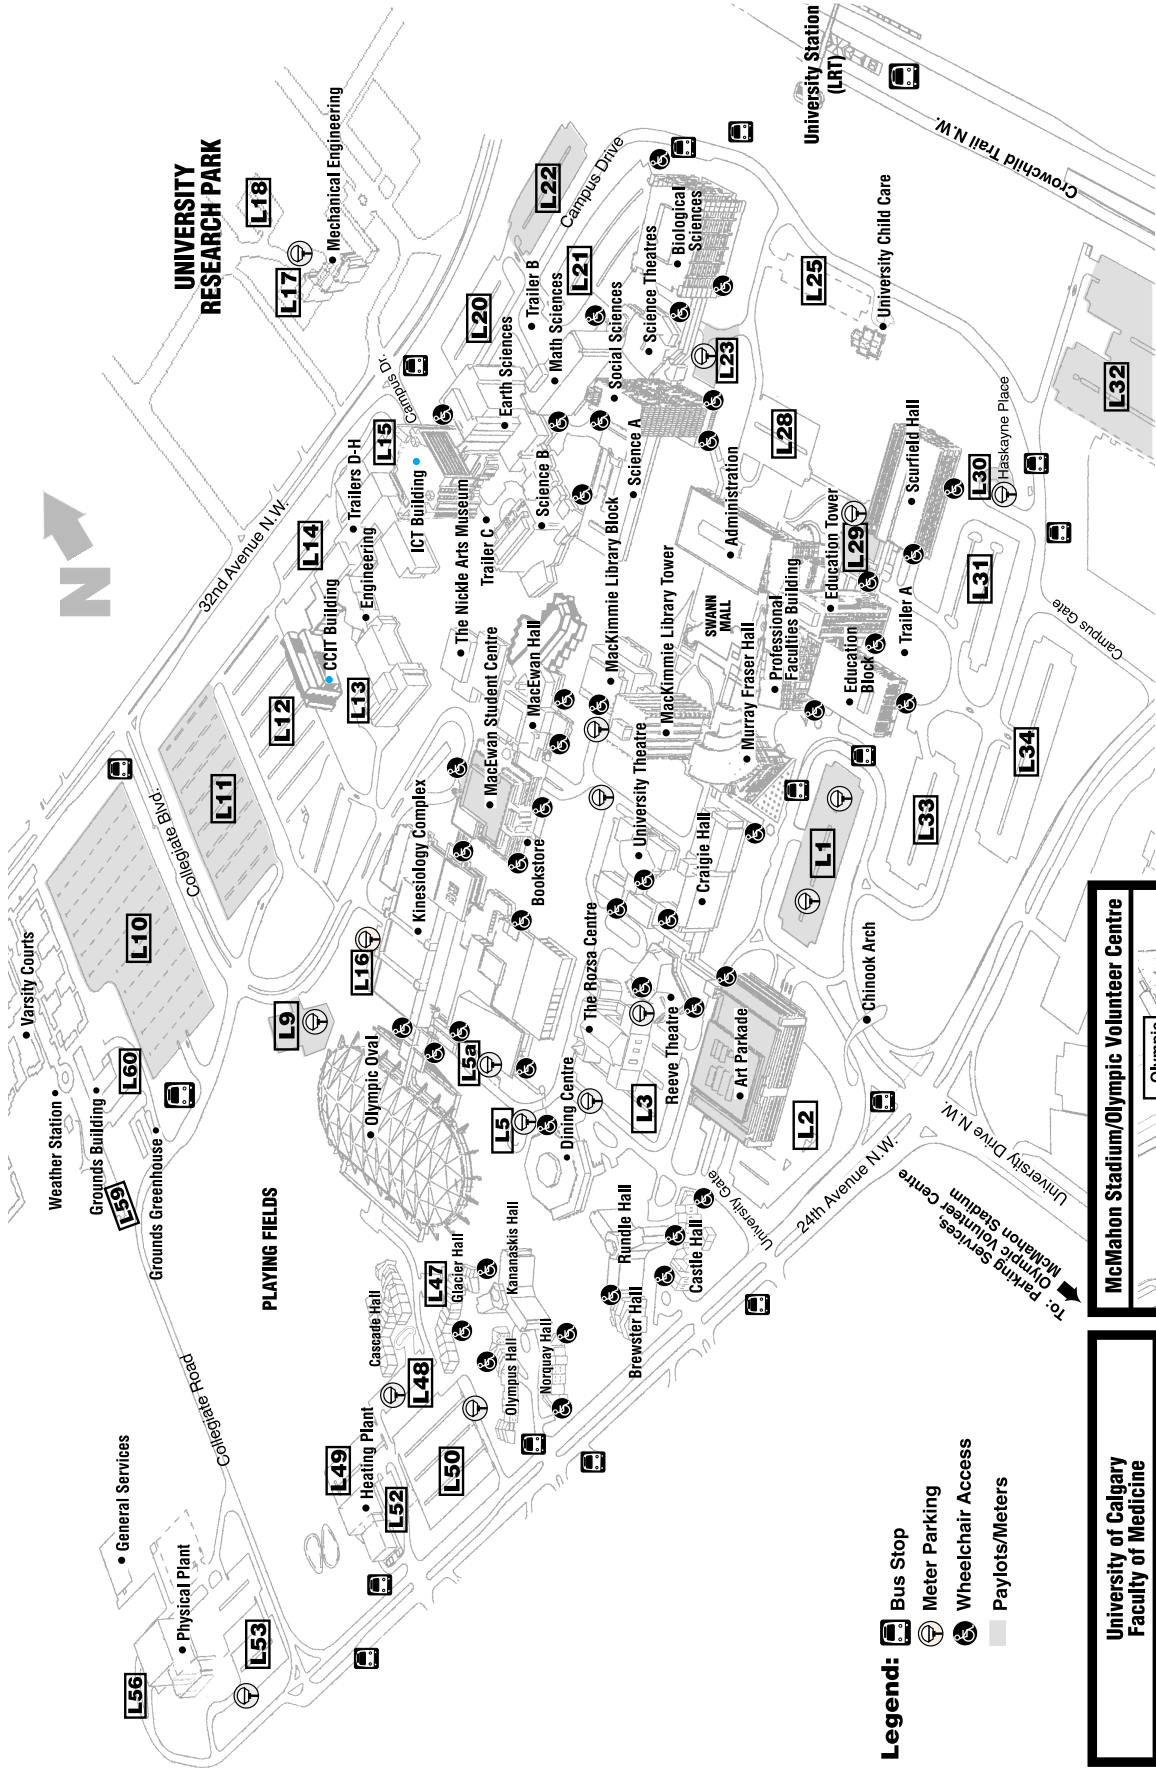 UNIVERSITY
RESEARCH PARK
L18
L17
Mechanical Engineering
University Station
(LRT)
Crowchild Trail N.W.
L22
Campus Drive
L21
L20
Trailer B
Math Sciences
Earth Sciences
Social Sciences
Science Theatres
Biological
Sciences
L23
L25
University Child Care
L32
L28
Campus Dr.
L15
ICT Building
Trailers D-H
L14
Engineering
CCIT Building
L13
L12
32nd Avenue N.W.
N
The Nickle Arts Museum
Trailer C
Science B
Science A
MacKimmie Library Block
MacKimmie Library Tower
Administration
SWANN
MALL
Professional
Faculties Building
Education Tower
L29
Scurfield Hall
L30
Haskayne Place
L31
Trailer A
Education
Block
Murray Fraser Hall
Campus Gate
L34
L33
L1
MacEwan Student Centre
MacEwan Hall
University Theatre
Craigie Hall
Bookstore
Kinesiology Complex
L16
L11
Collegiate Blvd.
L10
L9
Varsity Courts
L60
Weather Station
Grounds Building
L59
Grounds Greenhouse
Olympic Oval
L5a
L5
Dining Centre
The Rozsa Centre
L3
Reeve Theatre
Art Parkade
L2
Chinook Arch
University Gate
24th Avenue N.W.
University Drive N.W.
To: Parking Services,
Olympic Volunteer Centre
McMahon Stadium
PLAYING FIELDS
Cascade Hall
L47
Glacier Hall
Kananaskis Hall
Olympus Hall
Norquay Hall
Rundle Hall
Castle Hall
Brewster Hall
L48
L49
Heating Plant
L50
L52
Collegiate Road
General Services
Physical Plant
L53
L56
Legend:
Bus Stop
Meter Parking
Wheelchair Access
Paylots/Meters
McMahon Stadium/Olympic Volunteer Centre
University of Calgary
Faculty of Medicine